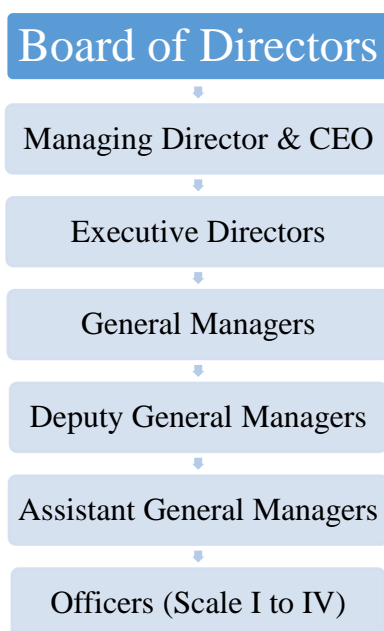 Board of Directors
Managing Director & CEO
Executive Directors
General Managers
Deputy General Managers
Assistant General Managers
Officers (Scale I to IV)